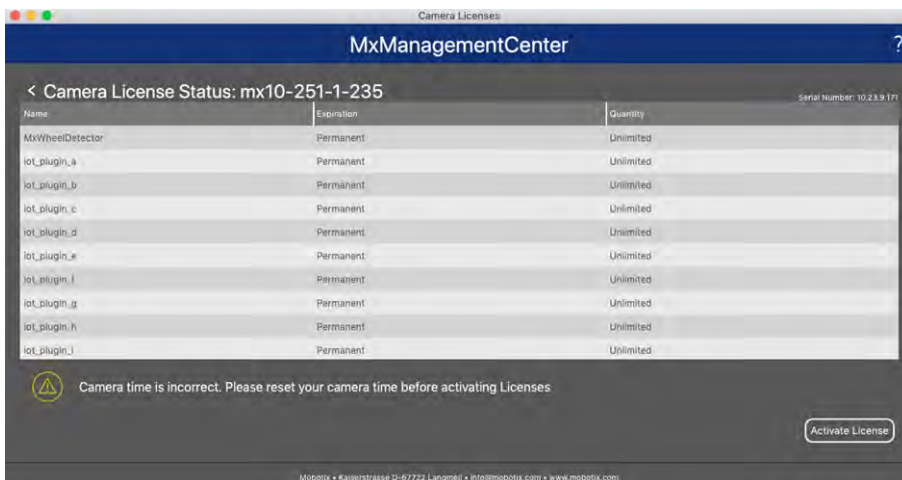 Camera Licenses
MxManagementCenter ?
< Camera License Status: mx10-251-1-235
Serial Number: 10.23.9.171
Name Expiration Quantity
MxWheelDetector Permanent Unlimited
iot_plugin_a Permanent Unlimited
iot_plugin_b Permanent Unlimited
iot_plugin_c Permanent Unlimited
iot_plugin_d Permanent Unlimited
iot_plugin_e Permanent Unlimited
iot_plugin_f Permanent Unlimited
iot_plugin_g Permanent Unlimited
iot_plugin_h Permanent Unlimited
iot_plugin_i Permanent Unlimited
Camera time is incorrect. Please reset your camera time before activating Licenses
Activate License
Mobotix • Kaiserstrasse D-67722 Langmeil • info@mobotix.com • www.mobotix.com